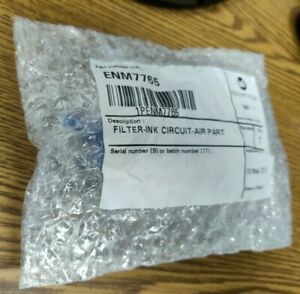 ENM7765
1PENM7765
Description :
FILTER-INK CIRCUIT-AIR PART
Serial number (S) or batch number (1T) :